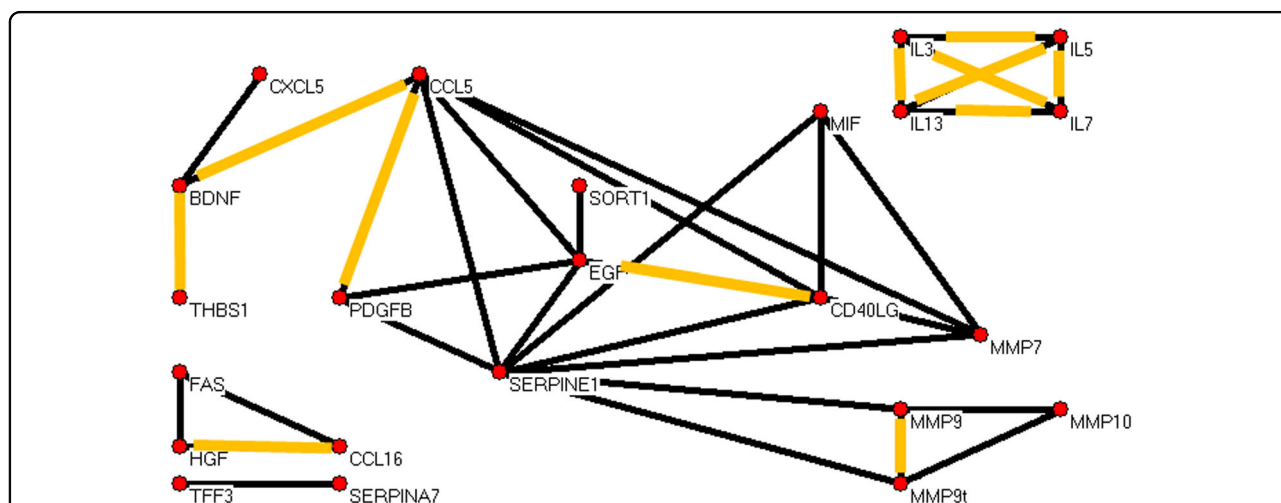 IL3
IL5
CXCL5
CCL5
IL13
IL7
MIF
BDNF
SORT1
EGF
THBS1
PDGFB
CD40LG
MMP7
FAS
SERPINE1
MMP9
MMP10
HGF
CCL16
TFF3
SERPINA7
MMP9t